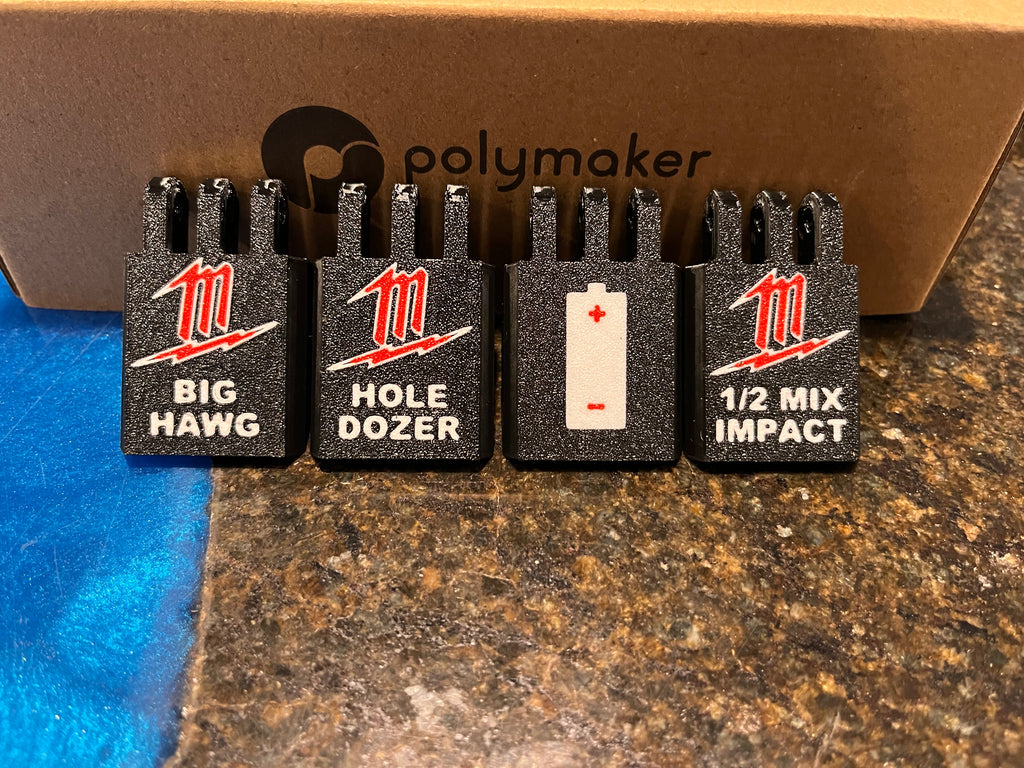 polymaker
BIG
HAWG
HOLE
DOZER
+
-
1/2 MIX
IMPACT